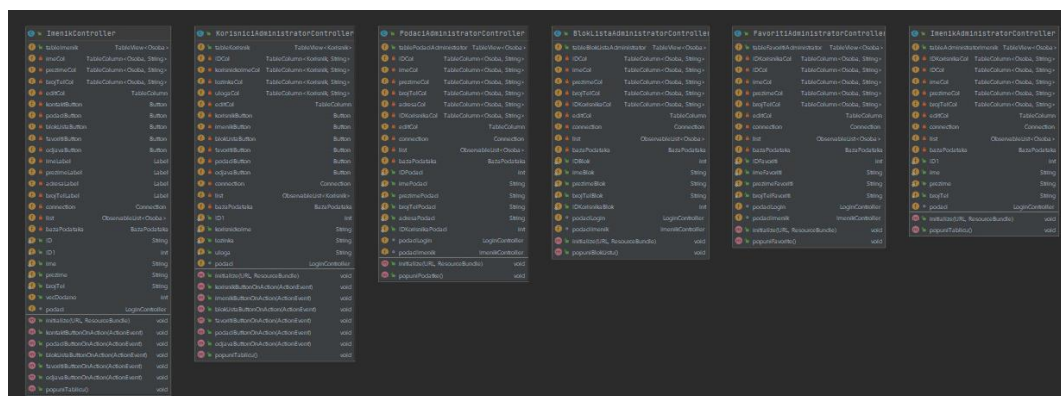 ImenikController
tableImenik TableView<Osoba>
imeCol TableColumn<Osoba, String>
prezimeCol TableColumn<Osoba, String>
brojTelCol TableColumn<Osoba, String>
editCol TableColumn
kontaktButton Button
podaciButton Button
blokListaButton Button
favoritiButton Button
odjavaButton Button
imeLabel Label
prezimeLabel Label
adresaLabel Label
brojTelLabel Label
connection Connection
list ObservableList<Osoba>
bazaPodataka BazaPodataka
ID String
ID1 int
ime String
prezime String
brojTel String
vecDodano int
podaci LoginController
initialize(URL, ResourceBundle) void
kontaktButtonOnAction(ActionEvent) void
podaciButtonOnAction(ActionEvent) void
blokListaButtonOnAction(ActionEvent) void
favoritiButtonOnAction(ActionEvent) void
odjavaButtonOnAction(ActionEvent) void
popuniTablicu() void
KorisniciAdministratorController
tableKorisnik TableView<Korisnik>
IDCol TableColumn<Korisnik, String>
korisnickoImeCol TableColumn<Korisnik, String>
lozinkaCol TableColumn<Korisnik, String>
ulogaCol TableColumn<Korisnik, String>
editCol TableColumn
korisnikButton Button
imenikButton Button
blokListaButton Button
favoritiButton Button
podaciButton Button
odjavaButton Button
connection Connection
list ObservableList<Korisnik>
bazaPodataka BazaPodataka
ID1 int
korisnickoIme String
lozinka String
uloga String
podaci LoginController
initialize(URL, ResourceBundle) void
korisnikButtonOnAction(ActionEvent) void
imenikButtonOnAction(ActionEvent) void
blokListaButtonOnAction(ActionEvent) void
favoritiButtonOnAction(ActionEvent) void
podaciButtonOnAction(ActionEvent) void
odjavaButtonOnAction(ActionEvent) void
popuniTablicu() void
PodaciAdministratorController
tablePodaciAdministrator TableView<Osoba>
IDCol TableColumn<Osoba, String>
imeCol TableColumn<Osoba, String>
prezimeCol TableColumn<Osoba, String>
brojTelCol TableColumn<Osoba, String>
adresaCol TableColumn<Osoba, String>
IDKorisnikaCol TableColumn<Osoba, String>
editCol TableColumn
connection Connection
list ObservableList<Osoba>
bazaPodataka BazaPodataka
IDPodaci int
imePodaci String
prezimePodaci String
brojTelPodaci String
adresaPodaci String
IDKorisnikaPodaci int
podaciLogin LoginController
podaciImenik ImenikController
initialize(URL, ResourceBundle) void
popuniPodatke() void
BlokListaAdministratorController
tableBlokListaAdministrator TableView<Osoba>
IDCol TableColumn<Osoba, String>
imeCol TableColumn<Osoba, String>
prezimeCol TableColumn<Osoba, String>
brojTelCol TableColumn<Osoba, String>
IDKorisnikaCol TableColumn<Osoba, String>
editCol TableColumn
connection Connection
list ObservableList<Osoba>
bazaPodataka BazaPodataka
IDBlok int
imeBlok String
prezimeBlok String
brojTelBlok String
IDKorisnikaBlok int
podaciLogin LoginController
podaciImenik ImenikController
initialize(URL, ResourceBundle) void
popuniBlokListu() void
FavoritiAdministratorController
tableFavoritiAdministrator TableView<Osoba>
IDKorisnikaCol TableColumn<Osoba, String>
IDCol TableColumn<Osoba, String>
imeCol TableColumn<Osoba, String>
prezimeCol TableColumn<Osoba, String>
brojTelCol TableColumn<Osoba, String>
editCol TableColumn
connection Connection
list ObservableList<Osoba>
bazaPodataka BazaPodataka
IDFavoriti int
imeFavoriti String
prezimeFavoriti String
brojTelFavoriti String
podaciLogin LoginController
podaciImenik ImenikController
initialize(URL, ResourceBundle) void
popuniFavorite() void
ImenikAdministratorController
tableAdministratorImenik TableView<Osoba>
IDKorisnikaCol TableColumn<Osoba, String>
IDCol TableColumn<Osoba, String>
imeCol TableColumn<Osoba, String>
prezimeCol TableColumn<Osoba, String>
brojTelCol TableColumn<Osoba, String>
editCol TableColumn
connection Connection
list ObservableList<Osoba>
bazaPodataka BazaPodataka
ID1 int
ime String
prezime String
brojTel String
podaci LoginController
initialize(URL, ResourceBundle) void
popuniTablicu() void